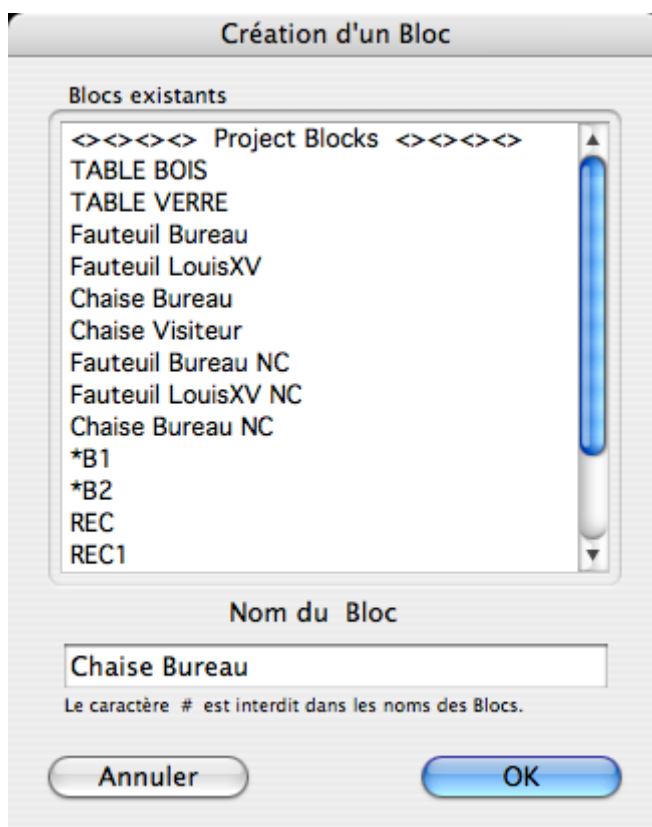 Création d'un Bloc
Blocs existants
<><><><> Project Blocks <><><><>
TABLE BOIS
TABLE VERRE
Fauteuil Bureau
Fauteuil LouisXV
Chaise Bureau
Chaise Visiteur
Fauteuil Bureau NC
Fauteuil LouisXV NC
Chaise Bureau NC
*B1
*B2
REC
REC1
Nom du Bloc
Chaise Bureau
Le caractère # est interdit dans les noms des Blocs.
Annuler OK